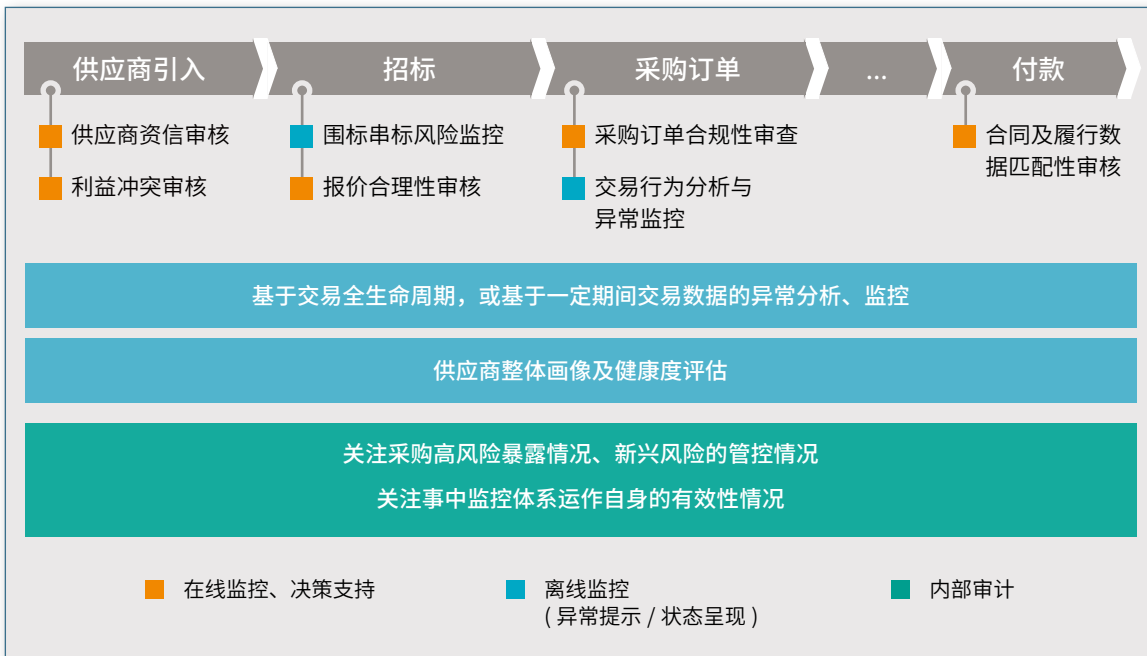 供应商引入
招标
采购订单
...
付款
供应商资信审核
利益冲突审核
围标串标风险监控
报价合理性审核
采购订单合规性审查
交易行为分析与
异常监控
合同及履行数
据匹配性审核
基于交易全生命周期，或基于一定期间交易数据的异常分析、监控
供应商整体画像及健康度评估
关注采购高风险暴露情况、新兴风险的管控情况
关注事中监控体系运作自身的有效性情况
在线监控、决策支持
离线监控
( 异常提示 / 状态呈现 )
内部审计